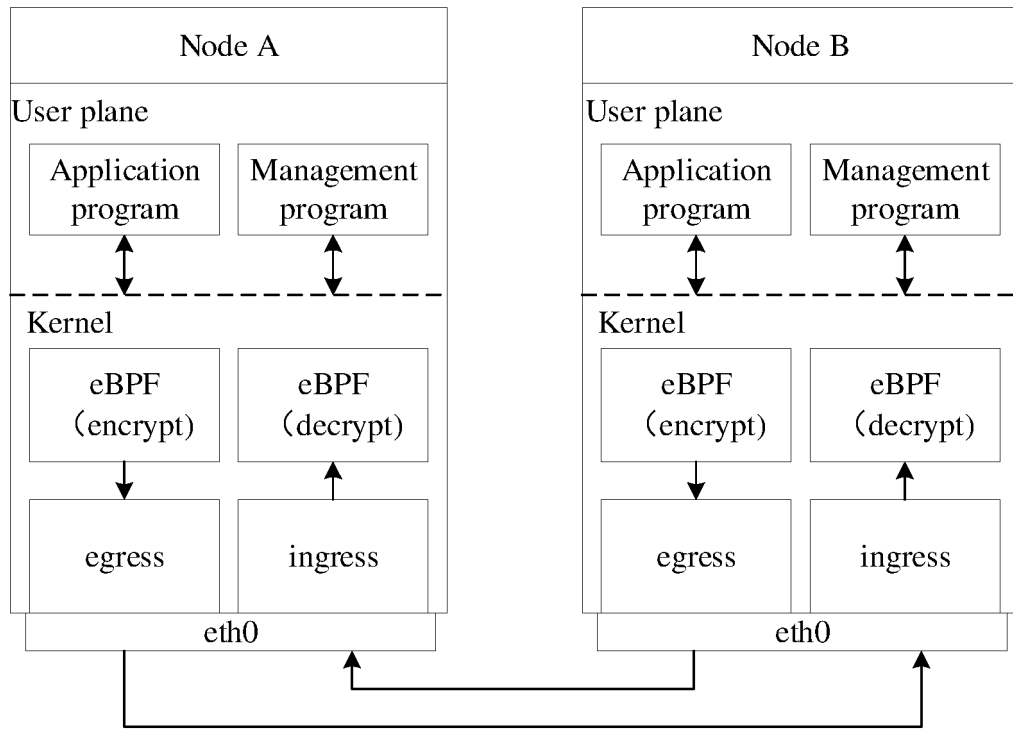 Node A
User plane
Application
program
Management
program
Kernel
eBPF
（encrypt)
eBPF
（decrypt)
egress
ingress
eth0
Node B
User plane
Application
program
Management
program
Kernel
eBPF
（encrypt)
eBPF
（decrypt)
egress
ingress
eth0